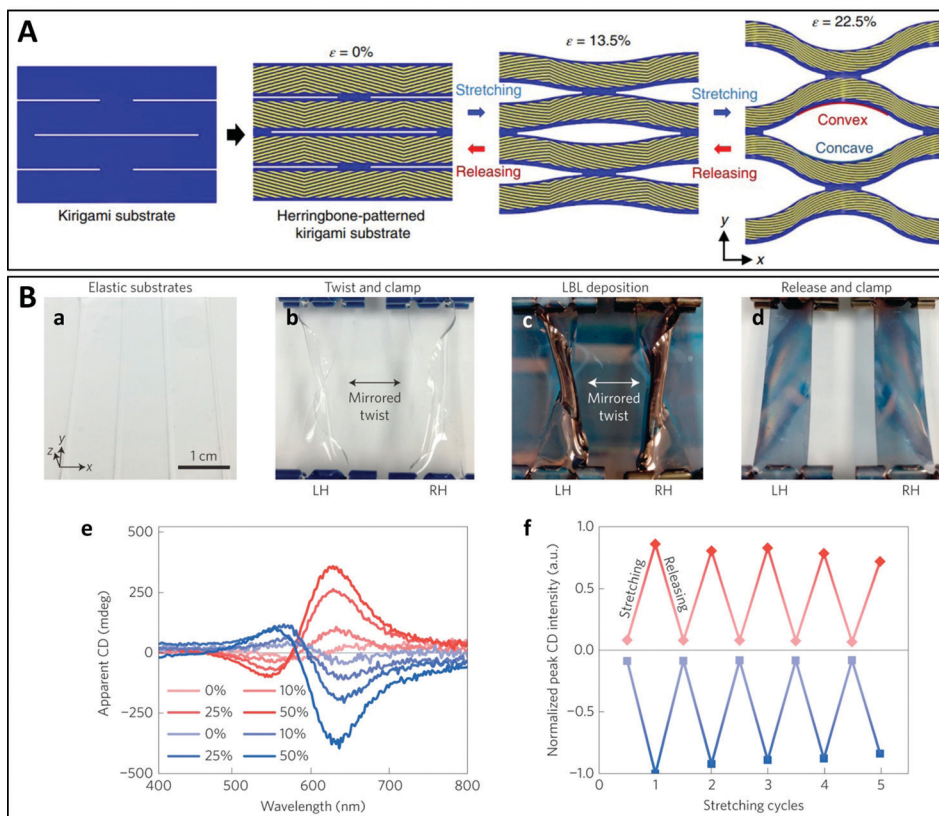 A
ε = 0%
ε = 13.5%
ε = 22.5%
Stretching
Releasing
Stretching
Releasing
Convex
Concave
Kirigami substrate
Herringbone-patterned
kirigami substrate
y
x
B
Elastic substrates
Twist and clamp
LBL deposition
Release and clamp
a
b
c
d
Mirrored
twist
Mirrored
twist
y
z
x
1 cm
LH
RH
LH
RH
LH
RH
e
500
250
0
−250
−500
Apparent CD (mdeg)
0%
10%
25%
50%
0%
10%
25%
50%
400
500
600
700
800
Wavelength (nm)
f
1.0
0.5
0.0
−0.5
−1.0
Normalized peak CD intensity (a.u.)
Stretching
Releasing
0
1
2
3
4
5
Stretching cycles